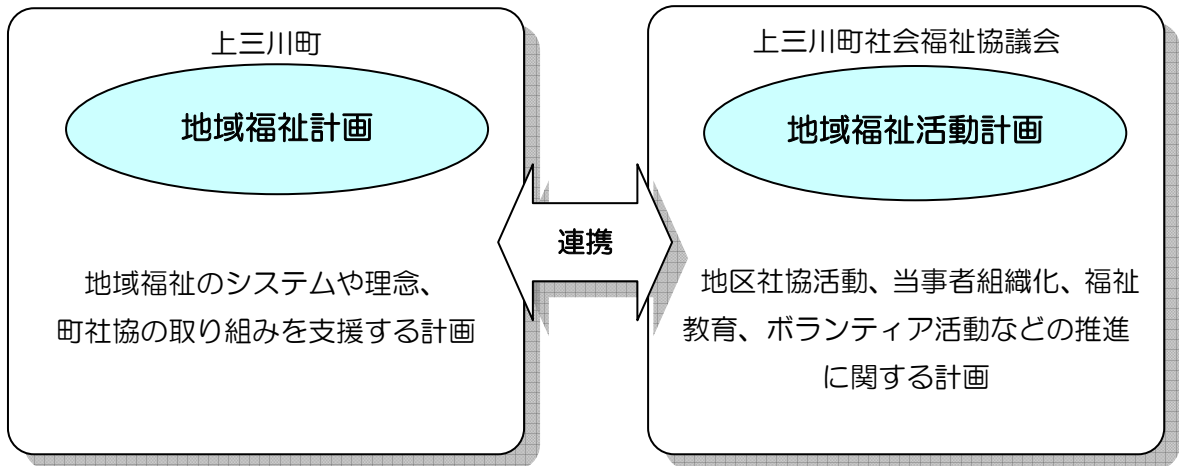 上三川町
地域福祉計画
地域福祉のシステムや理念、
町社協の取り組みを支援する計画
連携
上三川町社会福祉協議会
地域福祉活動計画
地区社協活動、当事者組織化、福祉
教育、ボランティア活動などの推進
に関する計画